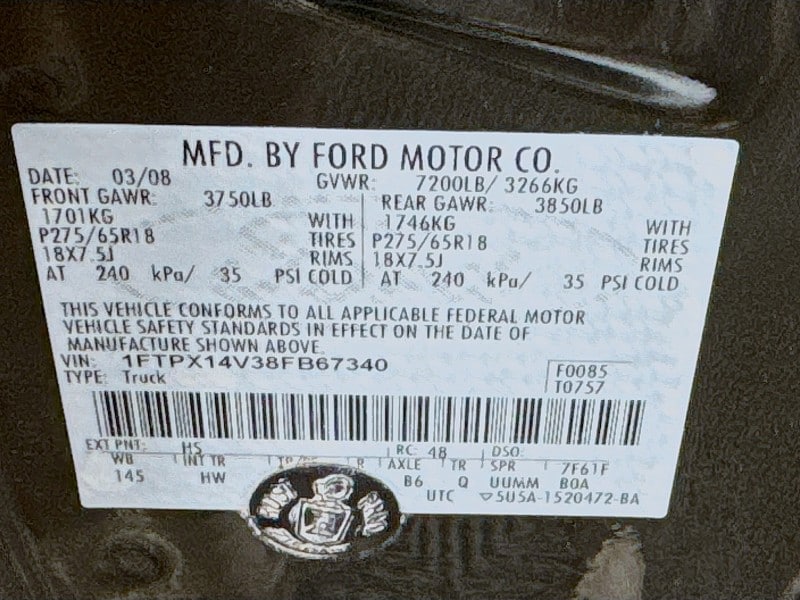 MFD. BY FORD MOTOR CO.
DATE: 03/08 GVWR: 7200LB/ 3266KG
FRONT GAWR: 3750LB REAR GAWR: 3850LB
1701KG WITH 1746KG WITH
P275/65R18 TIRES P275/65R18 TIRES
18X7.5J RIMS 18X7.5J RIMS
AT 240 kPa/ 35 PSI COLD AT 240 kPa/ 35 PSI COLD
THIS VEHICLE CONFORMS TO ALL APPLICABLE FEDERAL MOTOR
VEHICLE SAFETY STANDARDS IN EFFECT ON THE DATE OF
MANUFACTURE SHOWN ABOVE.
VIN: 1FTPX14V38FB67340 F0085
TYPE: Truck T0757
EXT PNT: HS RC: 48 DSO:
WB INT TR R AXLE TR SPR 7F61F
145 HW B6 Q UUMM BOA
UTC ▽5U5A-1520472-BA